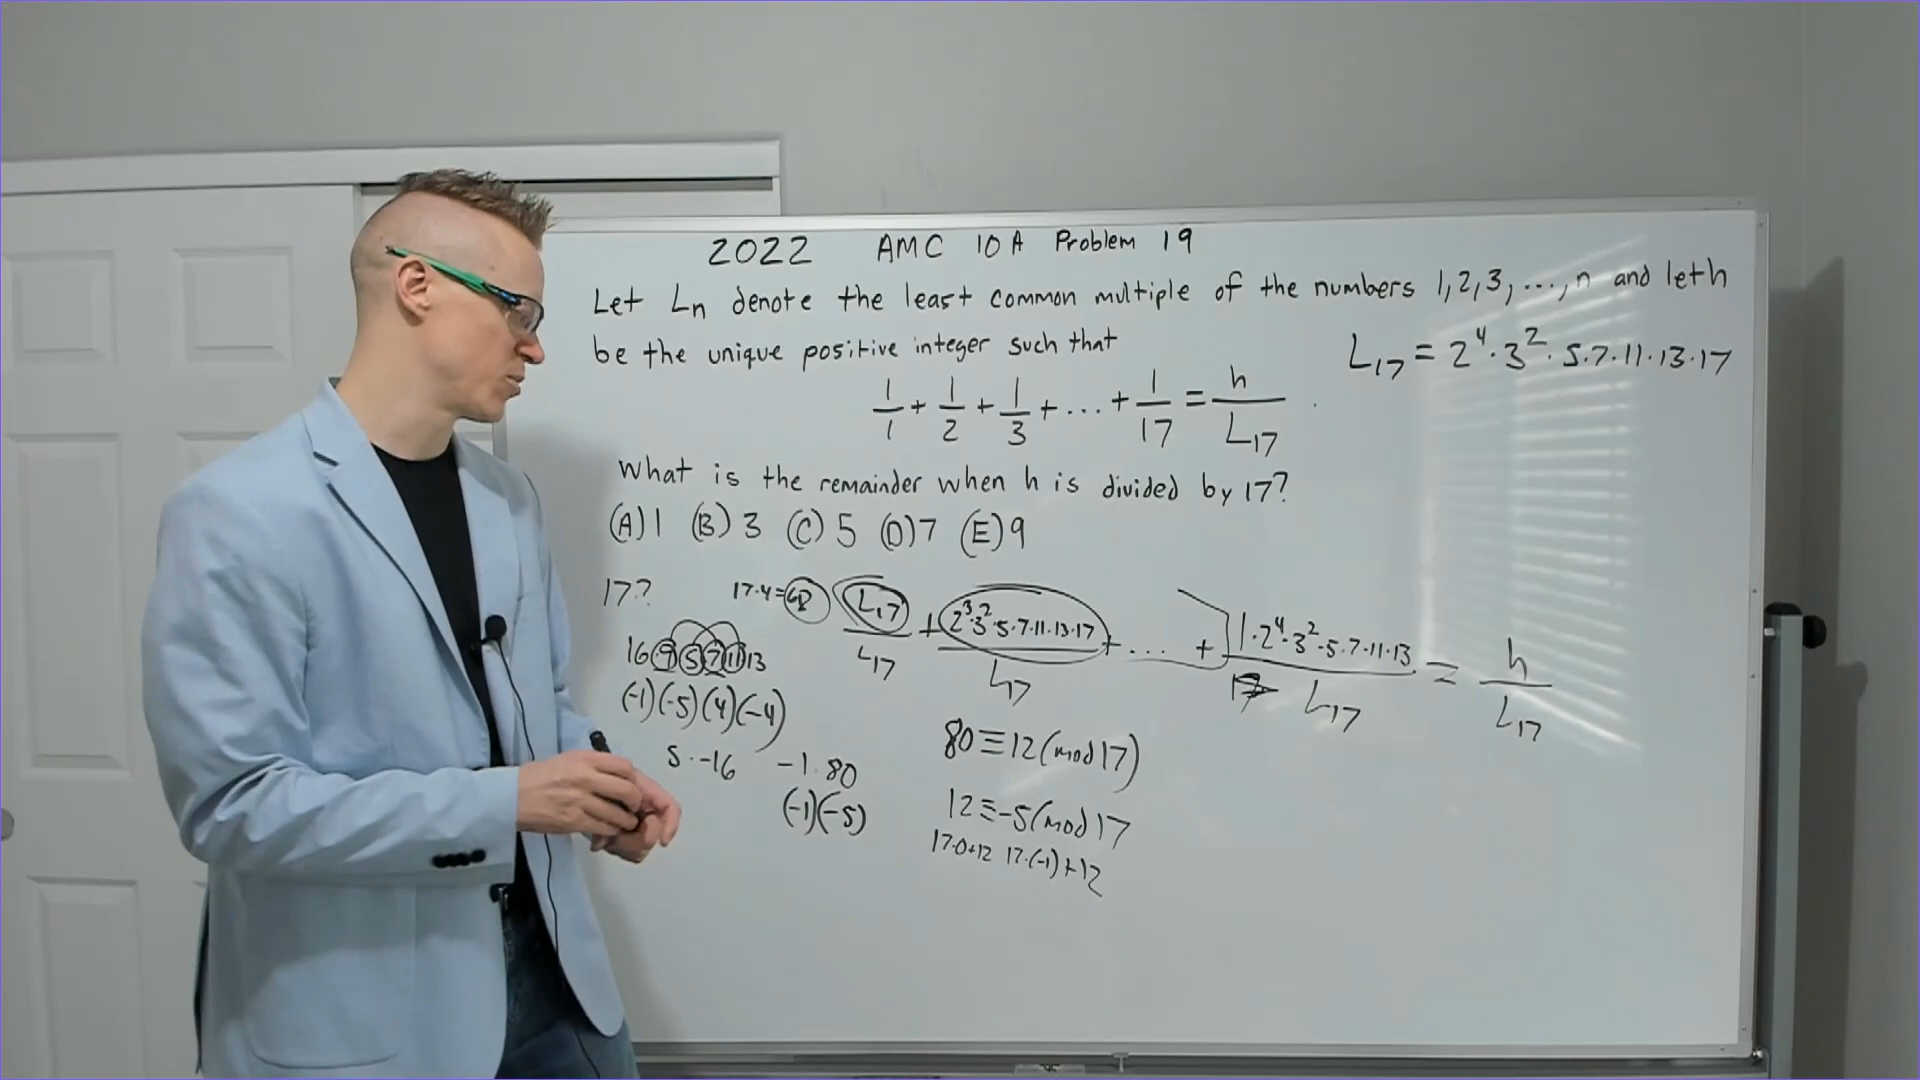 2022 AMC 10A Problem 19
Let Ln denote the least common multiple of the numbers 1,2,3,...,n and let h
be the unique positive integer such that
L₁₇ = 2⁴·3²·5·7·11·13·17
1/1 + 1/2 + 1/3 + ... + 1/17 = h/L₁₇
What is the remainder when h is divided by 17?
(A) 1 (B) 3 (C) 5 (D) 7 (E) 9
17?
17·4=68
L₁₇/L₁₇ + 2³·3²·5·7·11·13·17/L₁₇ + ... + 1·2⁴·3²·5·7·11·13/L₁₇ = h/L₁₇
16 9 5 7 11 13
(-1)(-5)(4)(-4)
5·-16 -1·80
(-1)(-5)
80≡12(mod 17)
12≡-5(mod 17
17·0+12 17·(-1)+12